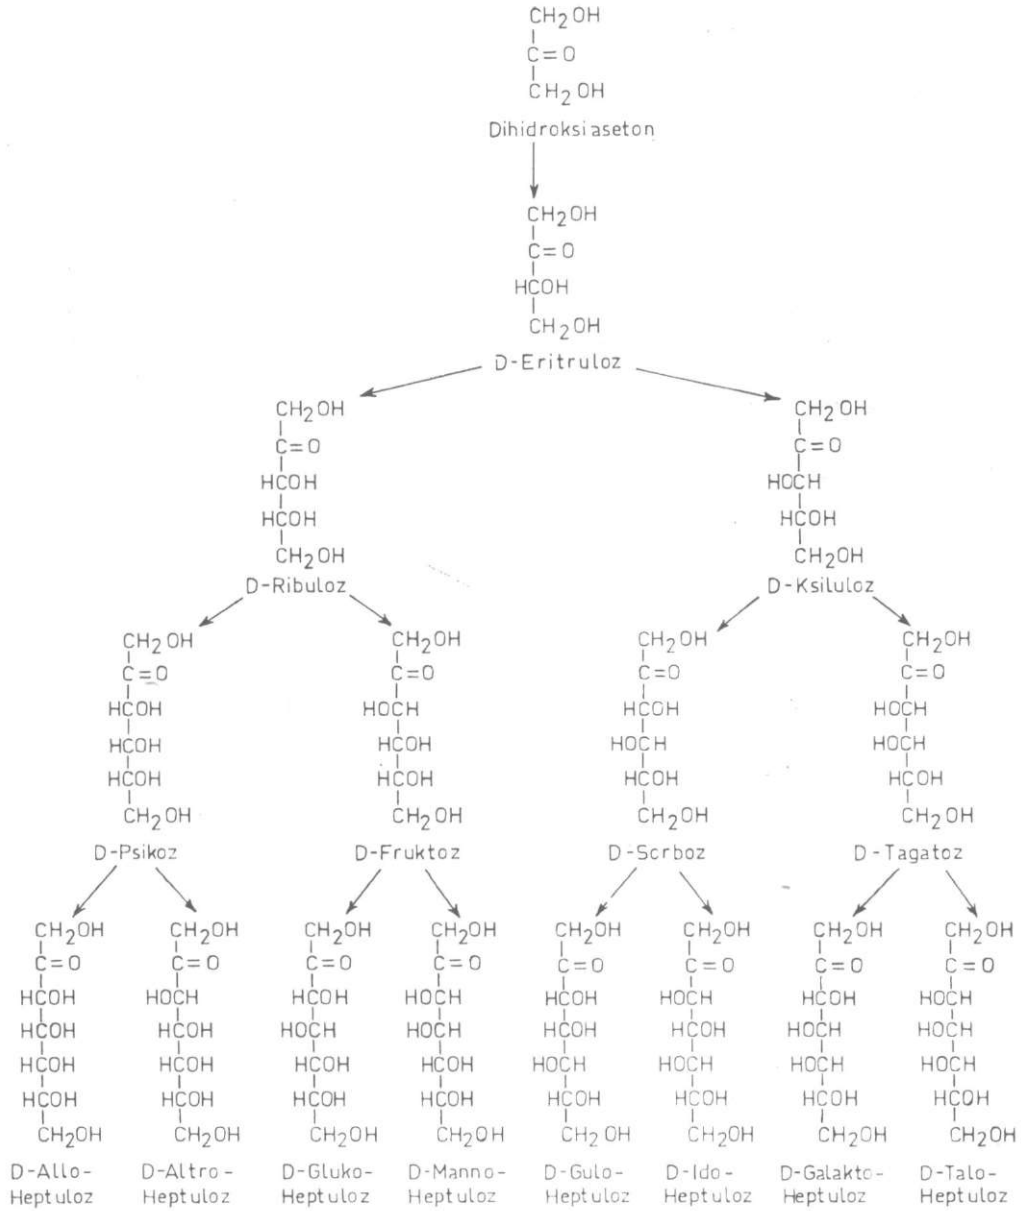 CH2OH
C=O
CH2OH
Dihidroksiaseton
CH2OH
C=O
HCOH
CH2OH
D-Eritruloz
CH2OH CH2OH
C=O C=O
HCOH HOCH
HCOH HCOH
CH2OH CH2OH
D-Ribuloz D-Ksiluloz
CH2OH CH2OH CH2OH CH2OH
C=O C=O C=O C=O
HCOH HOCH HCOH HOCH
HCOH HCOH HOCH HOCH
HCOH HCOH HCOH HCOH
CH2OH CH2OH CH2OH CH2OH
D-Psikoz D-Fruktoz D-Sorboz D-Tagatoz
CH2OH CH2OH CH2OH CH2OH CH2OH CH2OH CH2OH CH2OH
C=O C=O C=O C=O C=O C=O C=O C=O
HCOH HOCH HCOH HOCH HCOH HOCH HCOH HOCH
HCOH HCOH HOCH HOCH HCOH HCOH HOCH HOCH
HCOH HCOH HCOH HCOH HOCH HOCH HOCH HOCH
HCOH HCOH HCOH HCOH HCOH HCOH HCOH HCOH
CH2OH CH2OH CH2OH CH2OH CH2OH CH2OH CH2OH CH2OH
D-Allo- D-Altro- D-Gluko- D-Manno- D-Gulo- D-Ido- D-Galakto- D-Talo-
Heptuloz Heptuloz Heptuloz Heptuloz Heptuloz Heptuloz Heptuloz Heptuloz